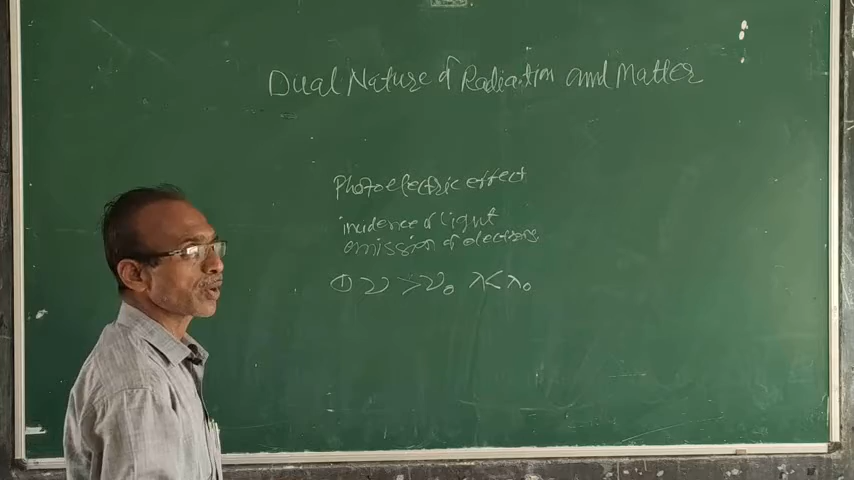 Dual Nature of Radiation and Matter
Photoelectric effect
incidence of light
emission of electrons
① ν > ν₀ λ < λ₀